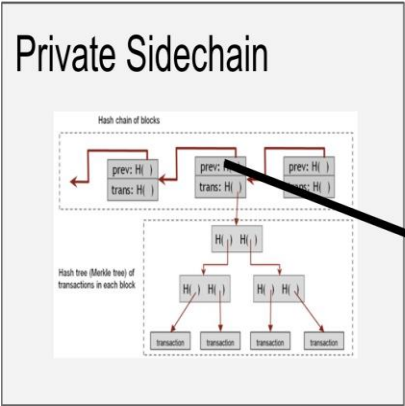 Private Sidechain
Hash chain of blocks
prev: H( ) prev: H( ) prev: H( )
trans: H( ) trans: H( ) trans: H( )
H( ) H( )
Hash tree (Merkle tree) of
transactions in each block
H( ) H( ) H( ) H( )
transaction transaction transaction transaction